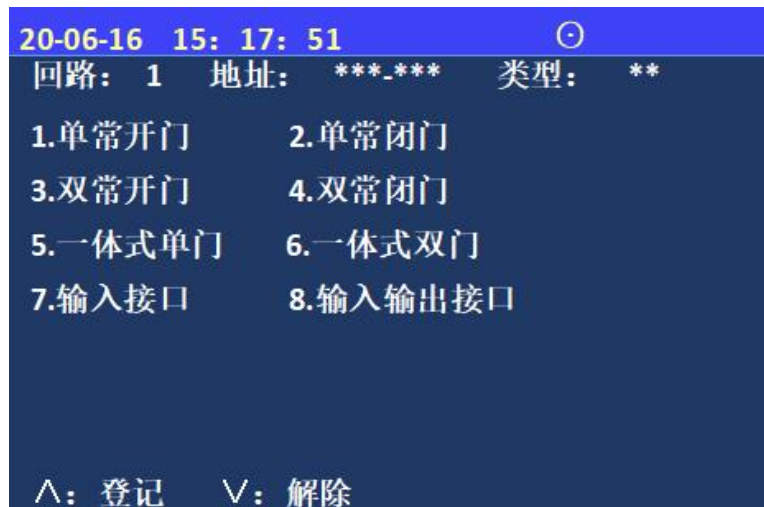 20-06-16 15：17：51 ⊙
回路： 1 地址： ***-*** 类型： **
1.单常开门 2.单常闭门
3.双常开门 4.双常闭门
5.一体式单门 6.一体式双门
7.输入接口 8.输入输出接口
∧：登记 ∨：解除